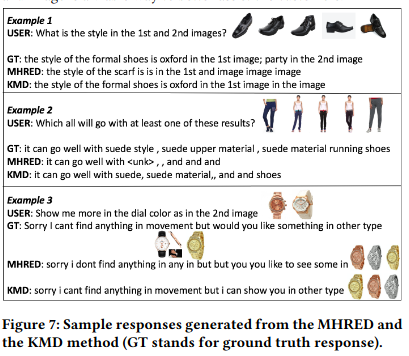 Example 1
USER: What is the style in the 1st and 2nd images?
GT: the style of the formal shoes is oxford in the 1st image; party in the 2nd image
MHRED: the style of the scarf is is in the 1st and image image image
KMD: the style of the formal shoes is oxford in the 1st image in the image
Example 2
USER: Which all will go with at least one of these results?
GT: it can go well with suede style , suede upper material , suede material running shoes
MHRED: it can go well with <unk> , , and and and
KMD: it can go well with suede, suede material,, and and shoes
Example 3
USER: Show me more in the dial color as in the 2nd image
GT: Sorry I cant find anything in movement but would you like something in other type
MHRED: sorry i dont find anything in any in but but you you like to see some in
KMD: sorry i cant find anything in movement but i can show you in other type
Figure 7: Sample responses generated from the MHRED and
the KMD method (GT stands for ground truth response).